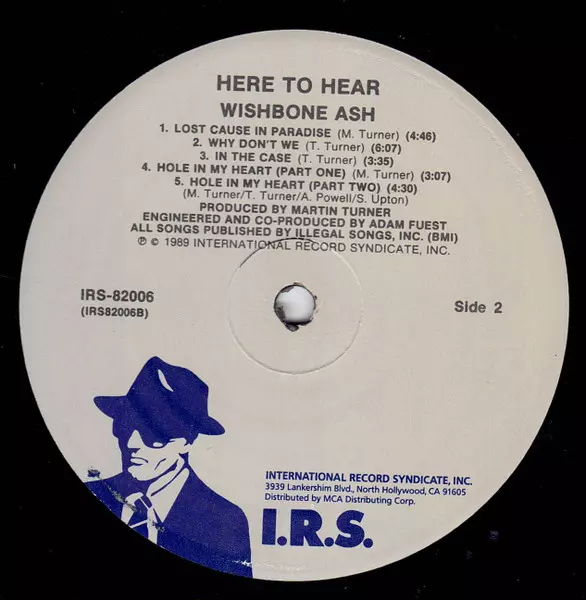 HERE TO HEAR
WISHBONE ASH
1. LOST CAUSE IN PARADISE (M. Turner) (4:46)
2. WHY DON'T WE (T. Turner) (6:07)
3. IN THE CASE (T. Turner) (3:35)
4. HOLE IN MY HEART (PART ONE) (M. Turner) (3:07)
5. HOLE IN MY HEART (PART TWO) (4:30)
(M. Turner/T. Turner/A. Powell/S. Upton)
PRODUCED BY MARTIN TURNER
ENGINEERED AND CO-PRODUCED BY ADAM FUEST
ALL SONGS PUBLISHED BY ILLEGAL SONGS, INC. (BMI)
℗ © 1989 INTERNATIONAL RECORD SYNDICATE, INC.
IRS-82006
(IRS82006B)
Side 2
INTERNATIONAL RECORD SYNDICATE, INC.
3939 Lankershim Blvd., North Hollywood, CA 91605
Distributed by MCA Distributing Corp.
I.R.S.